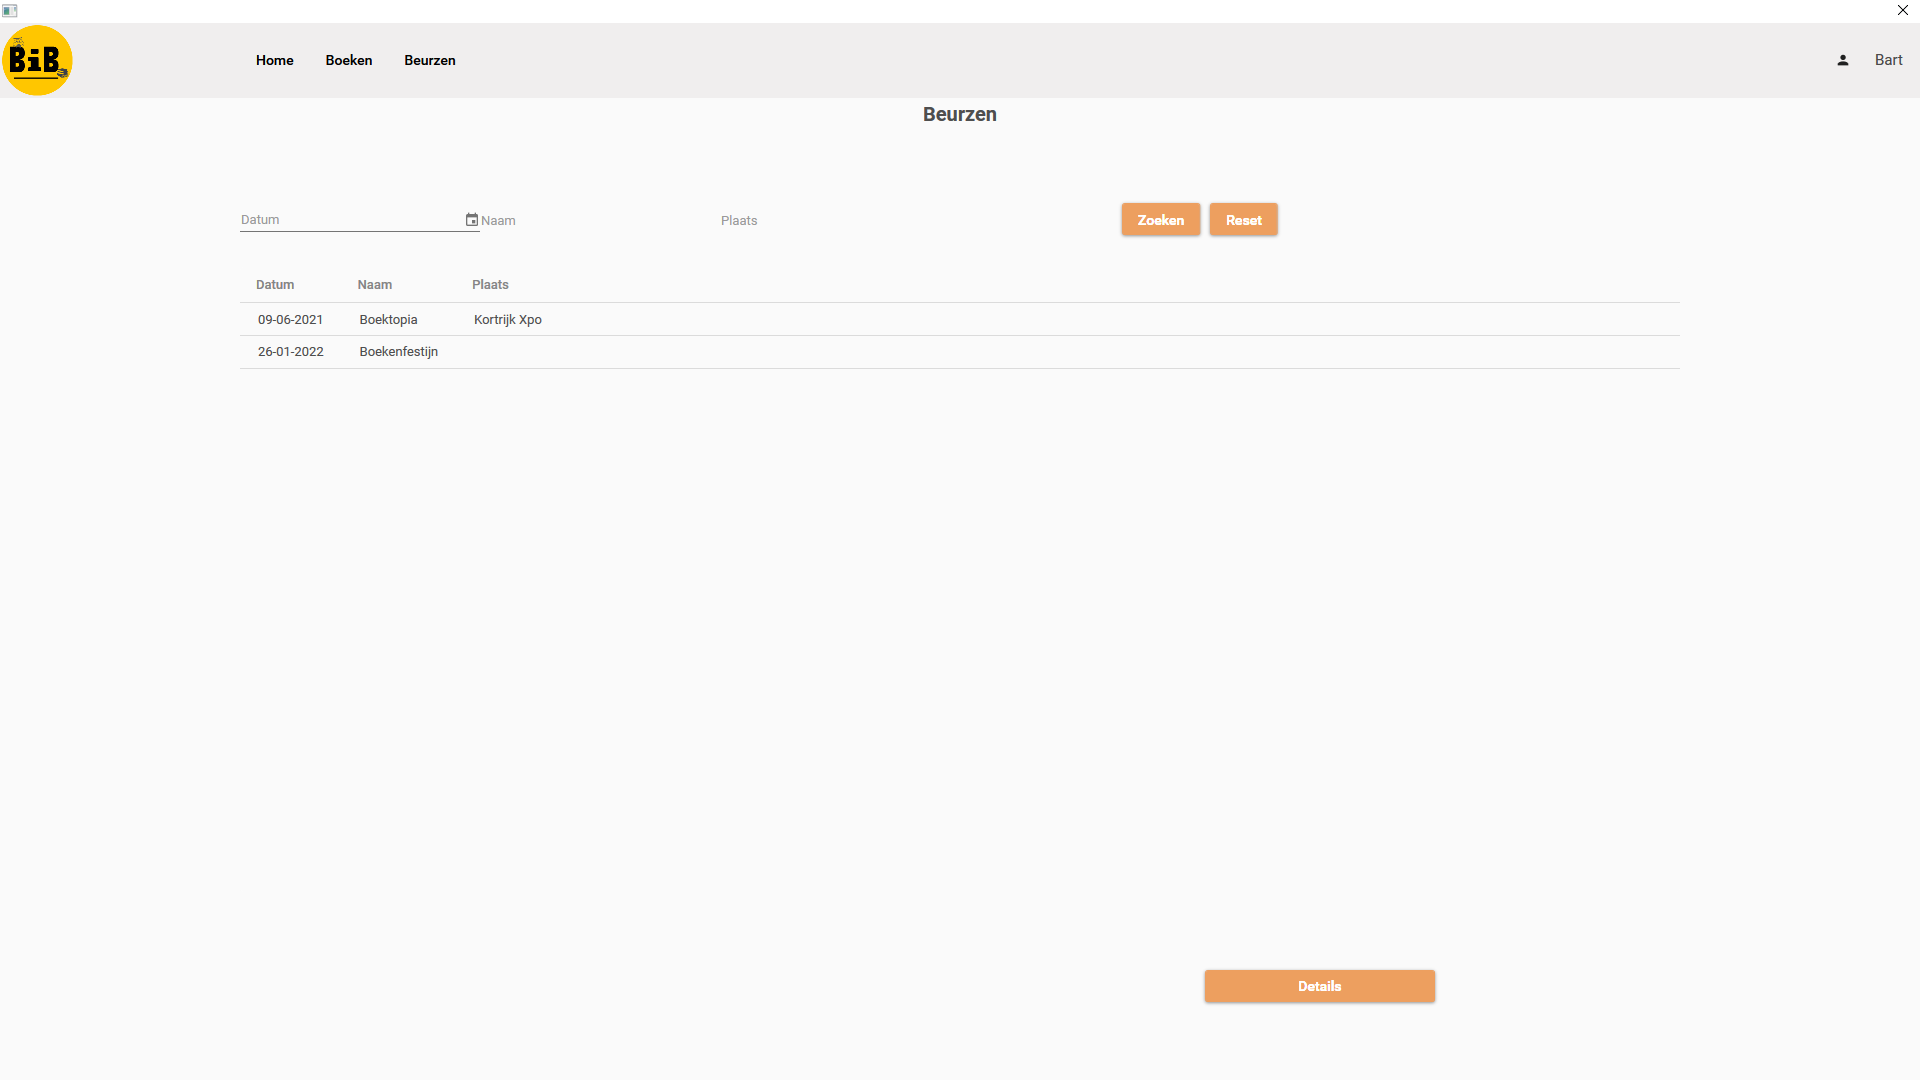 BiB
Home Boeken Beurzen Bart
Beurzen
Datum Naam Plaats Zoeken Reset
Datum Naam Plaats
09-06-2021 Boektopia Kortrijk Xpo
26-01-2022 Boekenfestijn
Details